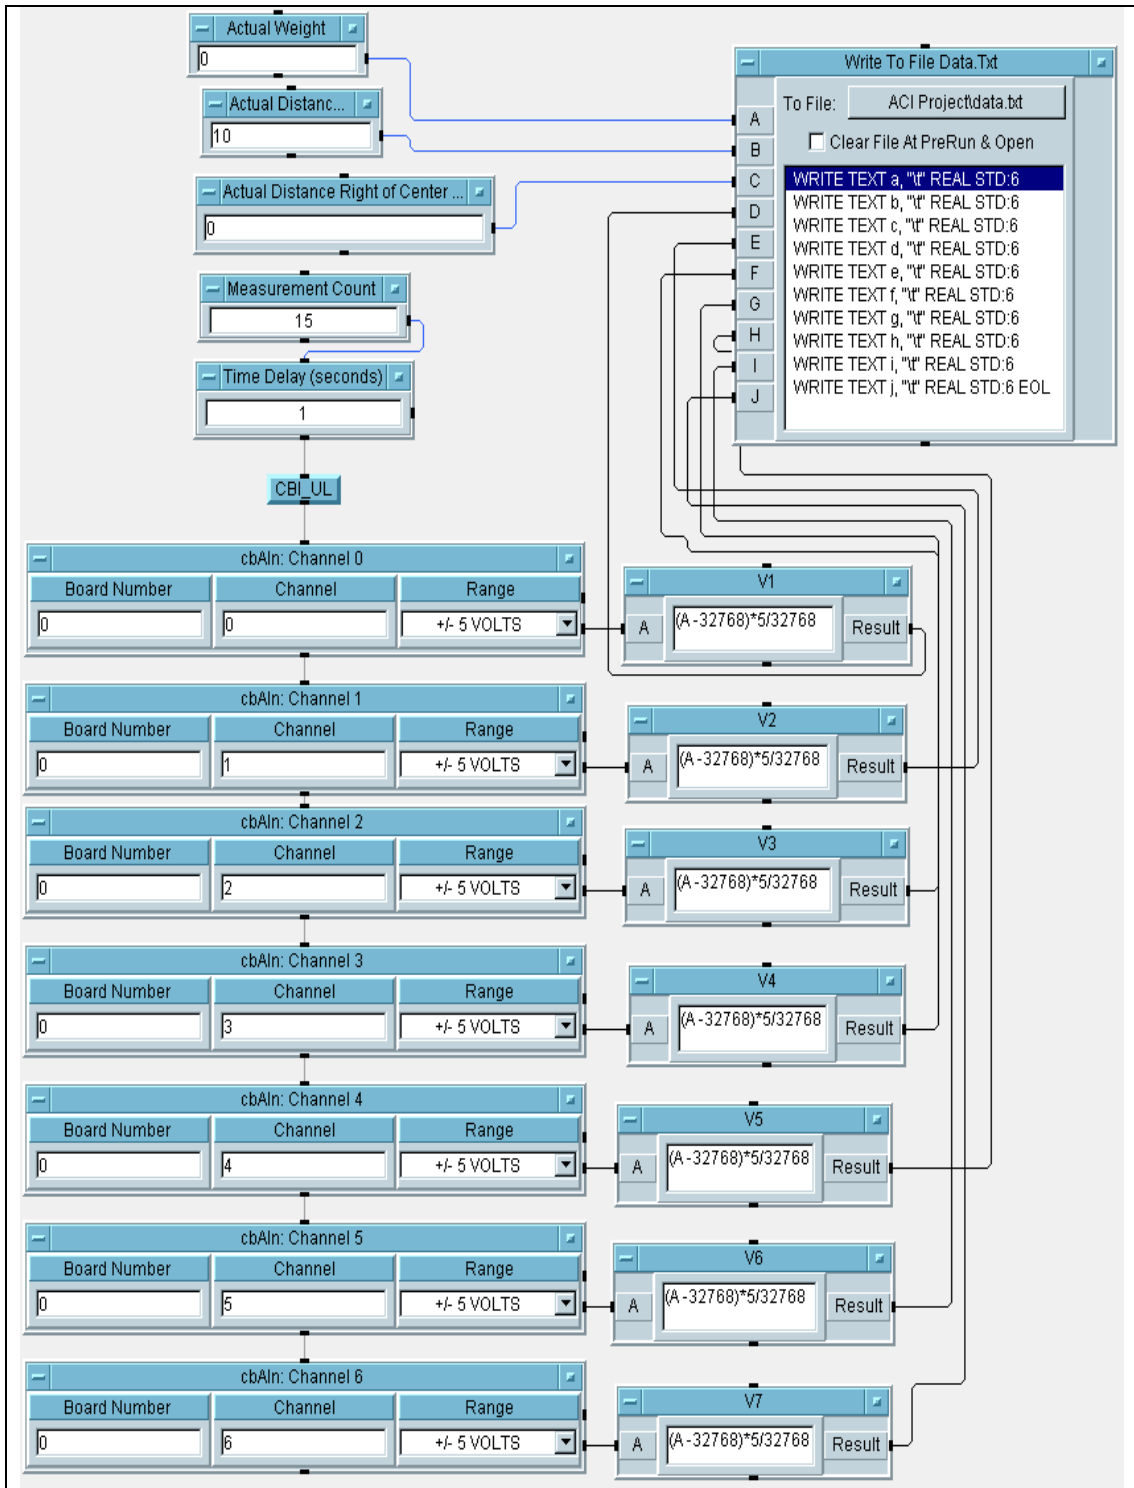 Actual Weight
0
Actual Distanc...
10
Actual Distance Right of Center ...
0
Measurement Count
15
Time Delay (seconds)
1
CBI_UL
Write To File Data.Txt
To File: ACI Project\data.txt
Clear File At PreRun & Open
A
B
C
D
E
F
G
H
I
J
WRITE TEXT a, "\t" REAL STD:6
WRITE TEXT b, "\t" REAL STD:6
WRITE TEXT c, "\t" REAL STD:6
WRITE TEXT d, "\t" REAL STD:6
WRITE TEXT e, "\t" REAL STD:6
WRITE TEXT f, "\t" REAL STD:6
WRITE TEXT g, "\t" REAL STD:6
WRITE TEXT h, "\t" REAL STD:6
WRITE TEXT i, "\t" REAL STD:6
WRITE TEXT j, "\t" REAL STD:6 EOL
cbAIn: Channel 0
Board Number Channel Range
0 0 +/- 5 VOLTS
V1
A (A-32768)*5/32768 Result
cbAIn: Channel 1
Board Number Channel Range
0 1 +/- 5 VOLTS
V2
A (A-32768)*5/32768 Result
cbAIn: Channel 2
Board Number Channel Range
0 2 +/- 5 VOLTS
V3
A (A-32768)*5/32768 Result
cbAIn: Channel 3
Board Number Channel Range
0 3 +/- 5 VOLTS
V4
A (A-32768)*5/32768 Result
cbAIn: Channel 4
Board Number Channel Range
0 4 +/- 5 VOLTS
V5
A (A-32768)*5/32768 Result
cbAIn: Channel 5
Board Number Channel Range
0 5 +/- 5 VOLTS
V6
A (A-32768)*5/32768 Result
cbAIn: Channel 6
Board Number Channel Range
0 6 +/- 5 VOLTS
V7
A (A-32768)*5/32768 Result